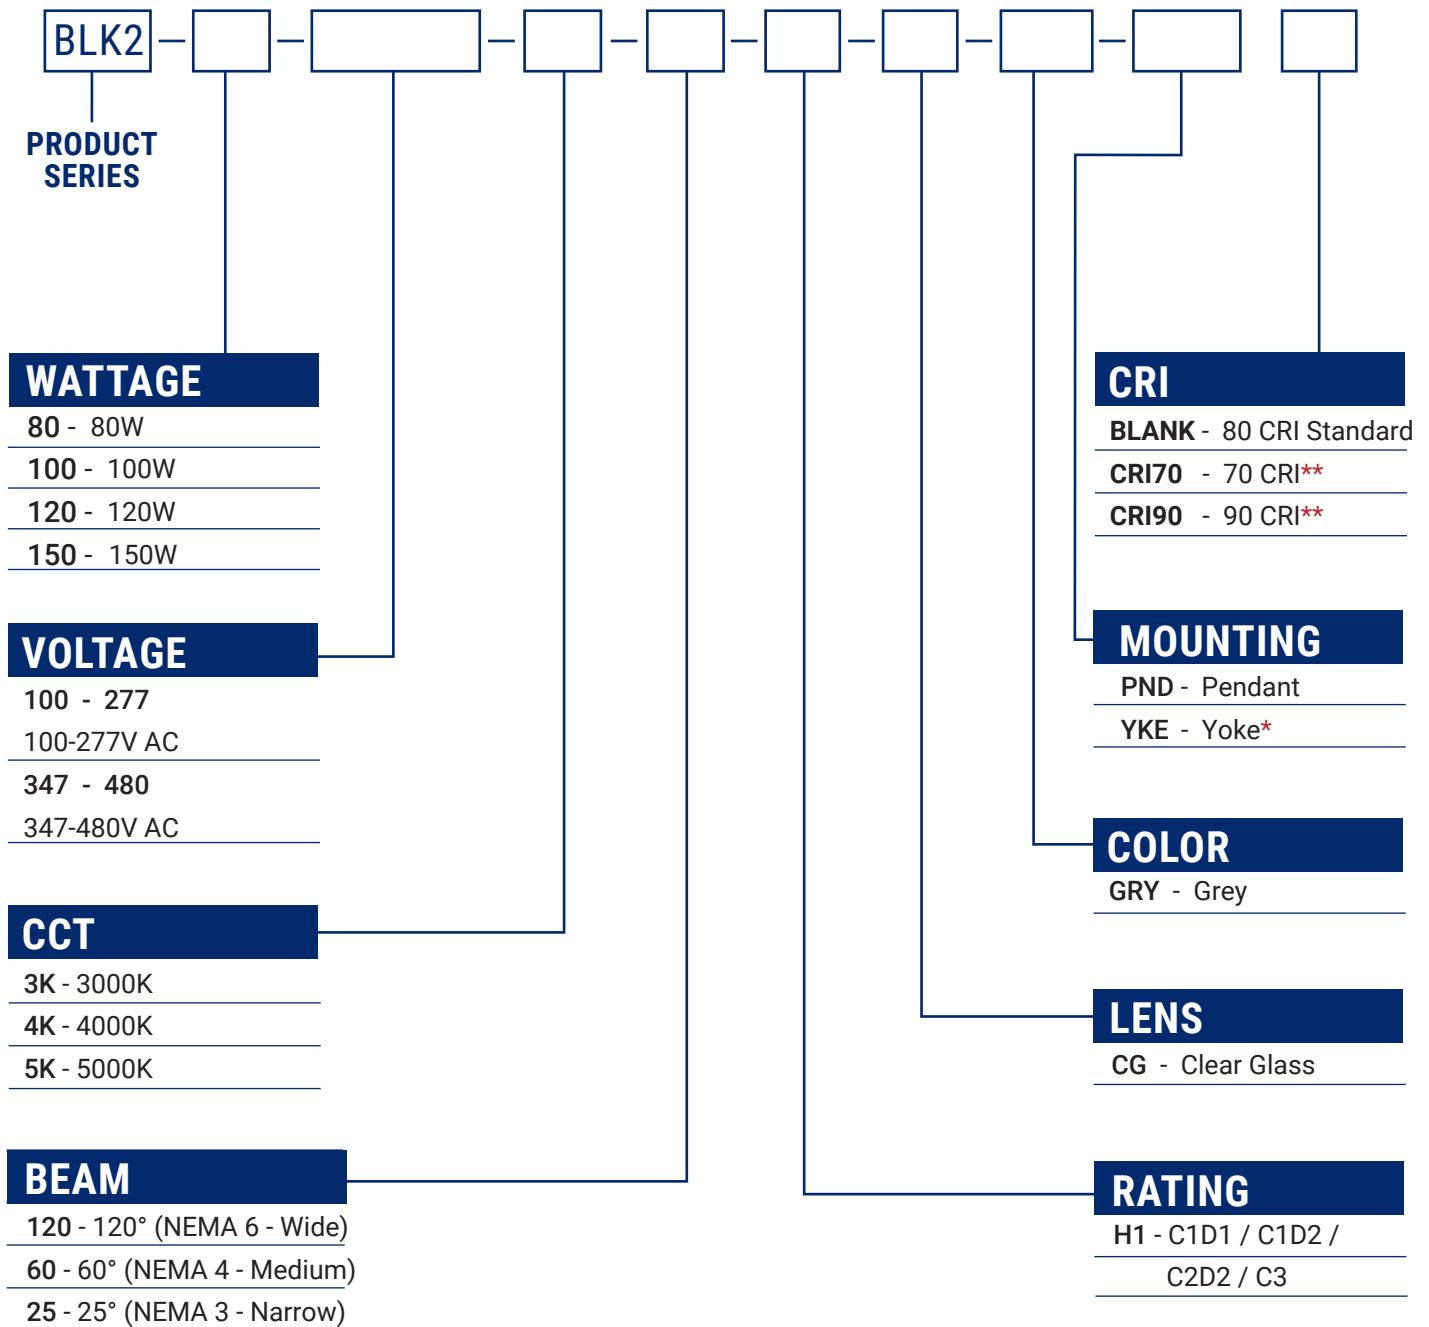 BLK2
PRODUCT
SERIES
WATTAGE
80 - 80W
100 - 100W
120 - 120W
150 - 150W
VOLTAGE
100 - 277
100-277V AC
347 - 480
347-480V AC
CCT
3K - 3000K
4K - 4000K
5K - 5000K
BEAM
120 - 120° (NEMA 6 - Wide)
60 - 60° (NEMA 4 - Medium)
25 - 25° (NEMA 3 - Narrow)
CRI
BLANK - 80 CRI Standard
CRI70 - 70 CRI**
CRI90 - 90 CRI**
MOUNTING
PND - Pendant
YKE - Yoke*
COLOR
GRY - Grey
LENS
CG - Clear Glass
RATING
H1 - C1D1 / C1D2 /
C2D2 / C3